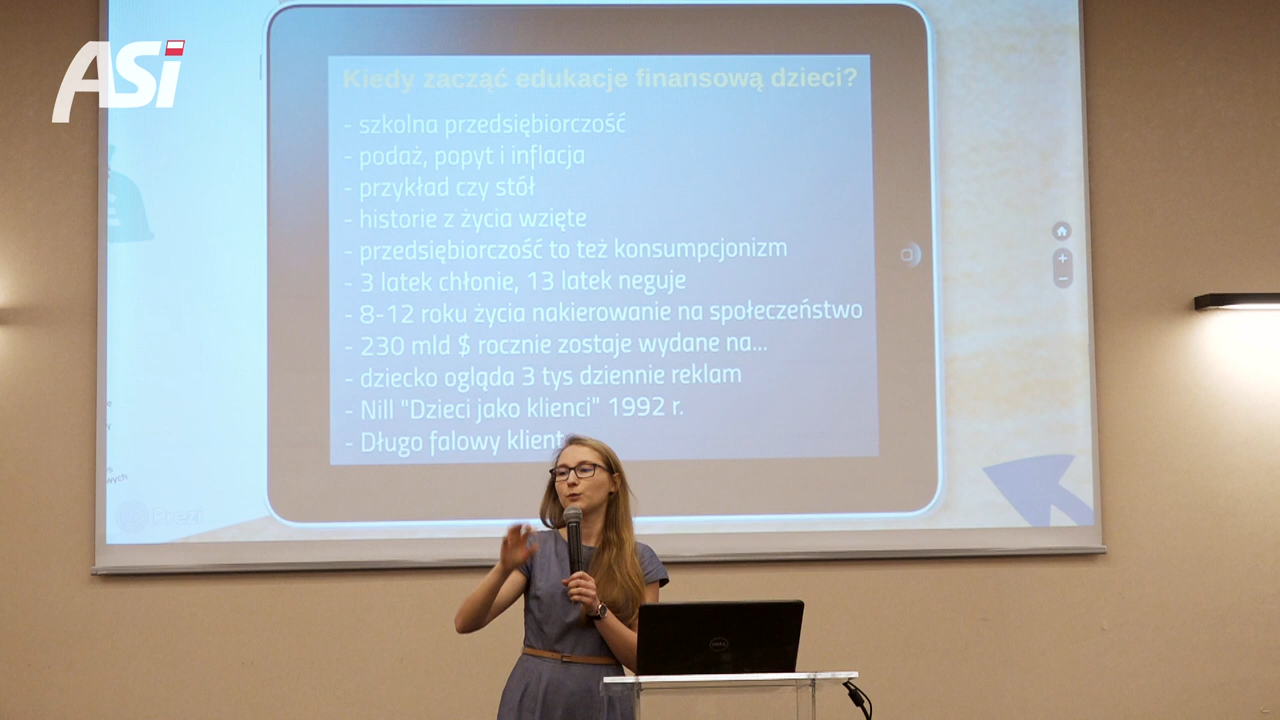 ASi
Kiedy zacząć edukacje finansową dzieci?
- szkolna przedsiębiorczość
- podaż, popyt i inflacja
- przykład czy stół
- historie z życia wzięte
- przedsiębiorczość to też konsumpcjonizm
- 3 latek chłonie, 13 latek neguje
- 8-12 roku życia nakierowanie na społeczeństwo
- 230 mld $ rocznie zostaje wydane na...
- dziecko ogląda 3 tys dziennie reklam
- Nill "Dzieci jako klienci" 1992 r.
- Długo falowy klient
Prezi
DELL